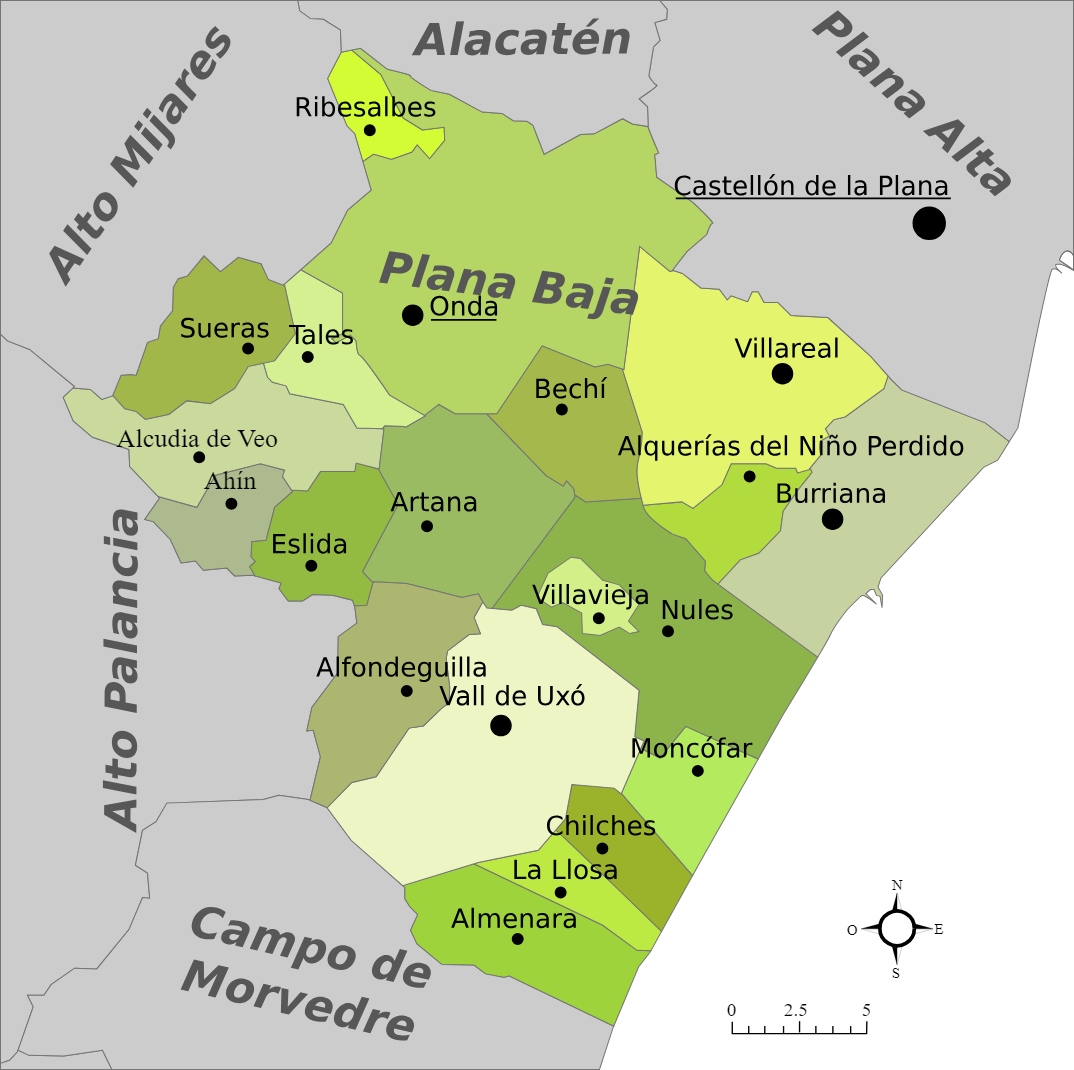 Alacatén
Plana Alta
Alto Mijares
Ribesalbes
Castellón de la Plana
Plana Baja
Onda
Sueras
Tales
Villareal
Bechí
Alcudia de Veo
Alquerías del Niño Perdido
Ahín
Burriana
Artana
Eslida
Villavieja
Nules
Alto Palancia
Alfondeguilla
Vall de Uxó
Moncófar
Chilches
La Llosa
Almenara
Campo de
Morvedre
N
O
E
S
0 2.5 5